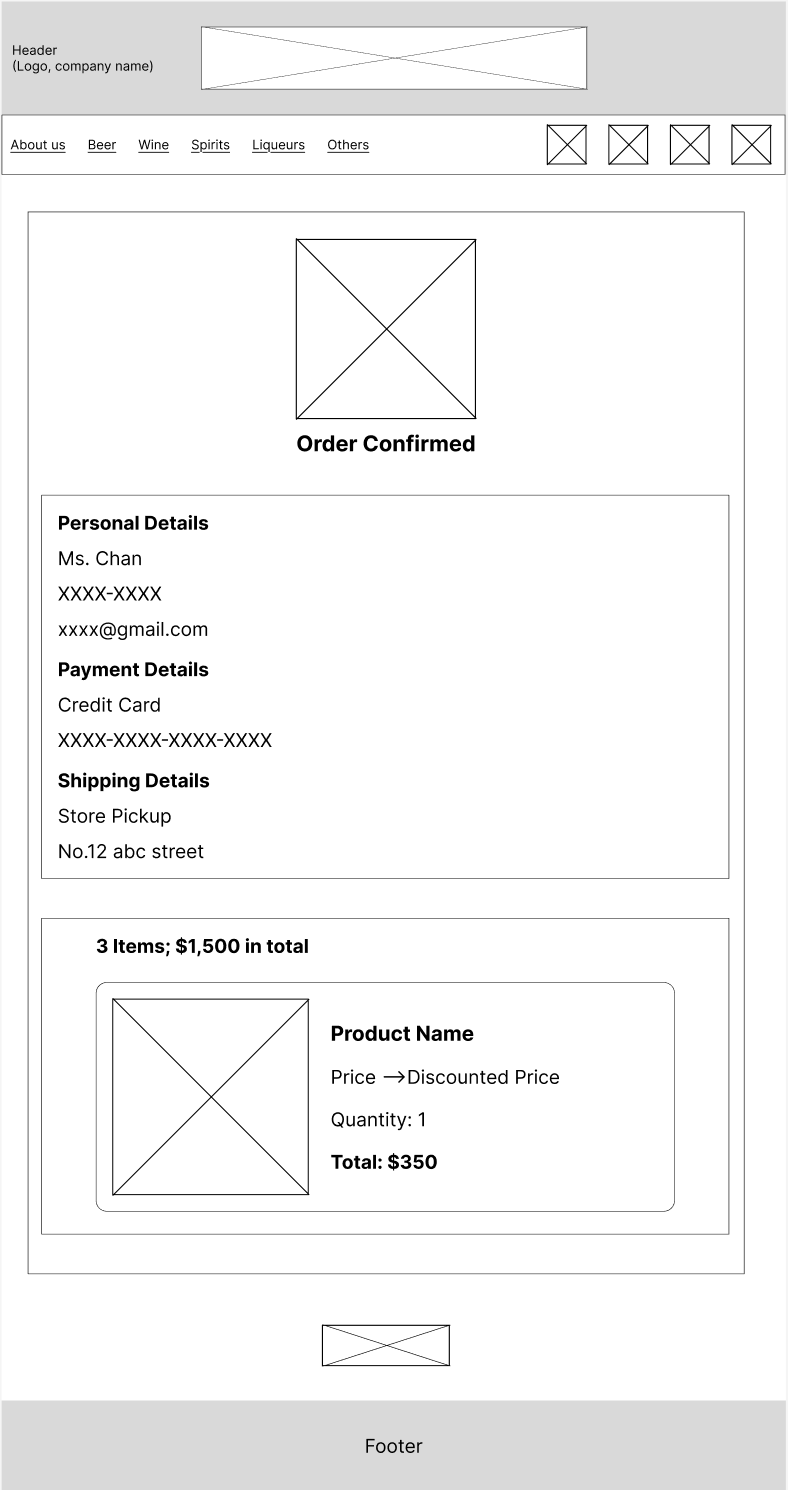 Header
(Logo, company name)
About us Beer Wine Spirits Liqueurs Others
Order Confirmed
Personal Details
Ms. Chan
XXXX-XXXX
xxxx@gmail.com
Payment Details
Credit Card
XXXX-XXXX-XXXX-XXXX
Shipping Details
Store Pickup
No.12 abc street
3 Items; $1,500 in total
Product Name
Price →Discounted Price
Quantity: 1
Total: $350
Footer